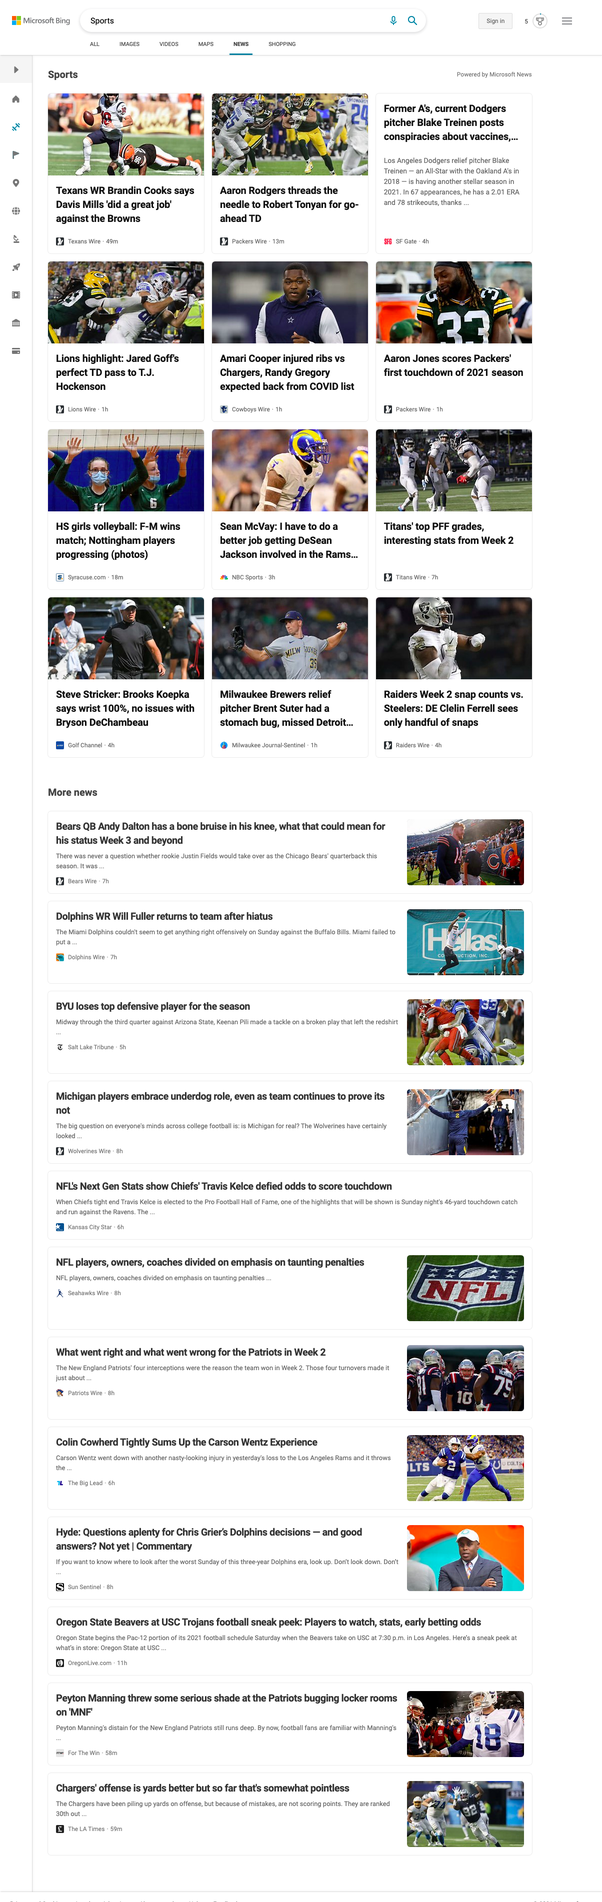 Microsoft Bing
Sports
Sign in
5
ALL IMAGES VIDEOS MAPS NEWS SHOPPING
Sports
Powered by Microsoft News
Texans WR Brandin Cooks says
Davis Mills 'did a great job'
against the Browns
Texans Wire · 49m
Aaron Rodgers threads the
needle to Robert Tonyan for go-
ahead TD
Packers Wire · 13m
Former A's, current Dodgers
pitcher Blake Treinen posts
conspiracies about vaccines,...
Los Angeles Dodgers relief pitcher Blake
Treinen — an All-Star with the Oakland A's in
2018 — is having another stellar season in
2021. In 67 appearances, he has a 2.01 ERA
and 78 strikeouts, thanks ...
SF Gate · 4h
Lions highlight: Jared Goff's
perfect TD pass to T.J.
Hockenson
Lions Wire · 1h
Amari Cooper injured ribs vs
Chargers, Randy Gregory
expected back from COVID list
Cowboys Wire · 1h
33
Aaron Jones scores Packers'
first touchdown of 2021 season
Packers Wire · 1h
HS girls volleyball: F-M wins
match; Nottingham players
progressing (photos)
Syracuse.com · 18m
Sean McVay: I have to do a
better job getting DeSean
Jackson involved in the Rams...
NBC Sports · 3h
Titans' top PFF grades,
interesting stats from Week 2
Titans Wire · 7h
Steve Stricker: Brooks Koepka
says wrist 100%, no issues with
Bryson DeChambeau
Golf Channel · 4h
Milwaukee Brewers relief
pitcher Brent Suter had a
stomach bug, missed Detroit...
Milwaukee Journal-Sentinel · 1h
Raiders Week 2 snap counts vs.
Steelers: DE Clelin Ferrell sees
only handful of snaps
Raiders Wire · 4h
More news
Bears QB Andy Dalton has a bone bruise in his knee, what that could mean for
his status Week 3 and beyond
There was never a question whether rookie Justin Fields would take over as the Chicago Bears' quarterback this
season. It was ...
Bears Wire · 7h
Dolphins WR Will Fuller returns to team after hiatus
The Miami Dolphins couldn't seem to get anything right offensively on Sunday against the Buffalo Bills. Miami failed to
put a ...
Dolphins Wire · 7h
Hellas
CONSTRUCTION, INC.
BYU loses top defensive player for the season
Midway through the third quarter against Arizona State, Keenan Pili made a tackle on a broken play that left the redshirt
...
Salt Lake Tribune · 5h
Michigan players embrace underdog role, even as team continues to prove its
not
The big question on everyone's minds across college football is: is Michigan for real? The Wolverines have certainly
looked ...
Wolverines Wire · 8h
NFL's Next Gen Stats show Chiefs' Travis Kelce defied odds to score touchdown
When Chiefs tight end Travis Kelce is elected to the Pro Football Hall of Fame, one of the highlights that will be shown is Sunday night's 46-yard touchdown catch
and run against the Ravens. The ...
Kansas City Star · 6h
NFL players, owners, coaches divided on emphasis on taunting penalties
NFL players, owners, coaches divided on emphasis on taunting penalties ...
Seahawks Wire · 8h
NFL
What went right and what went wrong for the Patriots in Week 2
The New England Patriots' four interceptions were the reason the team won in Week 2. Those four turnovers made it
just about ...
Patriots Wire · 8h
Colin Cowherd Tightly Sums Up the Carson Wentz Experience
Carson Wentz went down with another nasty-looking injury in yesterday's loss to the Los Angeles Rams and it throws
the ...
The Big Lead · 6h
Hyde: Questions aplenty for Chris Grier's Dolphins decisions — and good
answers? Not yet | Commentary
If you want to know where to look after the worst Sunday of this three-year Dolphins era, look up. Don't look down. Don't
...
Sun Sentinel · 8h
Oregon State Beavers at USC Trojans football sneak peek: Players to watch, stats, early betting odds
Oregon State begins the Pac-12 portion of its 2021 football schedule Saturday when the Beavers take on USC at 7:30 p.m. in Los Angeles. Here's a sneak peek at
what's in store: Oregon State at USC ...
OregonLive.com · 11h
Peyton Manning threw some serious shade at the Patriots bugging locker rooms
on 'MNF'
Peyton Manning's distain for the New England Patriots still runs deep. By now, football fans are familiar with Manning's
...
For The Win · 58m
18
Chargers' offense is yards better but so far that's somewhat pointless
The Chargers have been piling up yards on offense, but because of mistakes, are not scoring points. They are ranked
30th out ...
The LA Times · 59m